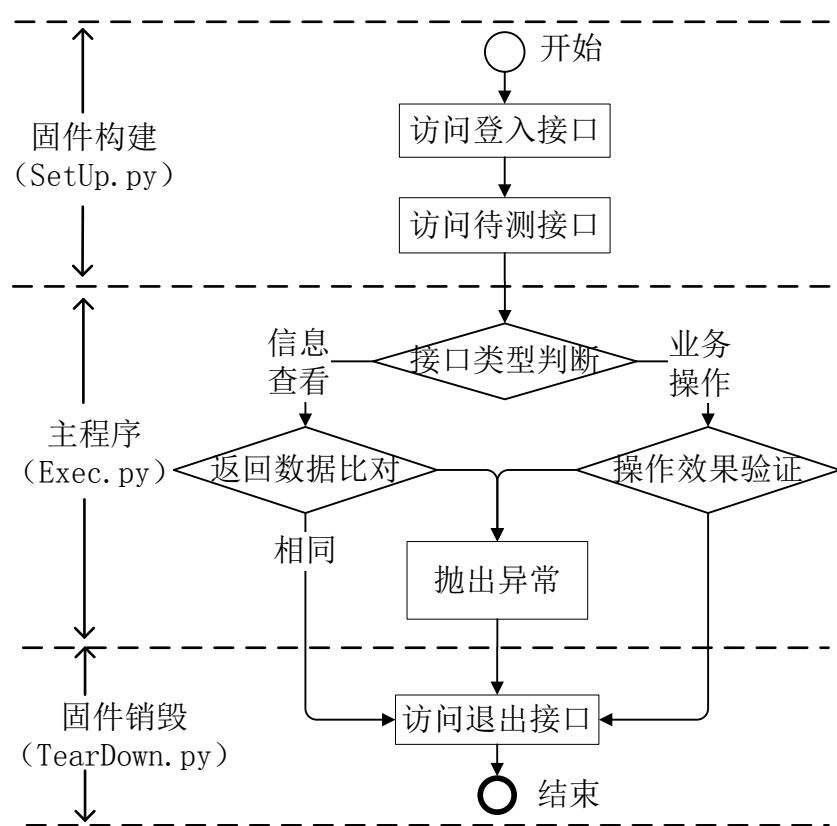 开始
访问登入接口
固件构建
（SetUp.py）
访问待测接口
信息
查看
接口类型判断
业务
操作
主程序
（Exec.py）
返回数据比对
操作效果验证
相同
抛出异常
固件销毁
（TearDown.py）
访问退出接口
结束